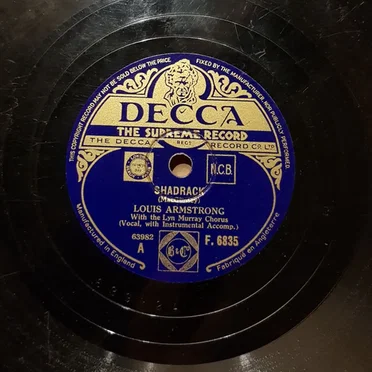 THIS COPYRIGHT RECORD MAY NOT BE SOLD BELOW THE PRICE FIXED BY THE MANUFACTURER, NOR PUBLICLY PERFORMED.
DECCA
THE SUPREME RECORD
REGD
THE DECCA RECORD CO. LTD
N.C.B.
SHADRACK
LOUIS ARMSTRONG
With the Lyn Murray Chorus
(Vocal, with Instrumental Accomp.)
63982
A
B&C
F. 6835
Manufactured in England
Fabriqué en Angleterre